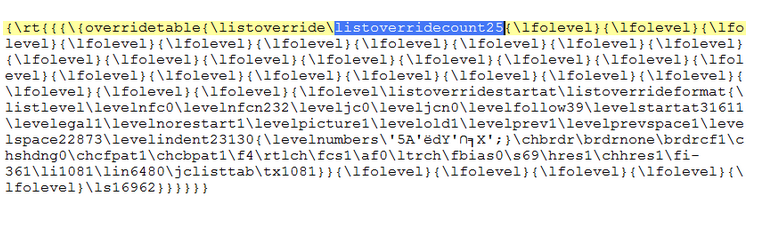 {\rt{{{\{overridetable{\listoverride\listoverridecount25{\lfolevel}{\lfolevel}{\lfo
level}{\lfolevel}{\lfolevel}{\lfolevel}{\lfolevel}{\lfolevel}{\lfolevel}{\lfolevel}
{\lfolevel}{\lfolevel}{\lfolevel}{\lfolevel}{\lfolevel}{\lfolevel}{\lfolevel}{\lfol
evel}{\lfolevel}{\lfolevel}{\lfolevel}{\lfolevel}{\lfolevel}{\lfolevel}{\lfolevel}{
\lfolevel}{\lfolevel}{\lfolevel}{\lfolevel\listoverridestartat\listoverrideformat{\
listlevel\levelnfc0\levelnfcn232\leveljc0\leveljcn0\levelfollow39\levelstartat31611
\levelegal1\levelnorestart1\levelpicture1\levelold1\levelprev1\levelprevspace1\leve
lspace22873\levelindent23130{\levelnumbers\'5A'ëdY'∩╕X';}\chbrdr\brdrnone\brdrcf1\c
hshdng0\chcfpat1\chcbpat1\f4\rtlch\fcs1\af0\ltrch\fbias0\s69\hres1\chhres1\fi-
361\li1081\lin6480\jclisttab\tx1081}}{\lfolevel}{\lfolevel}{\lfolevel}{\lfolevel}{\
lfolevel}\ls16962}}}}}}